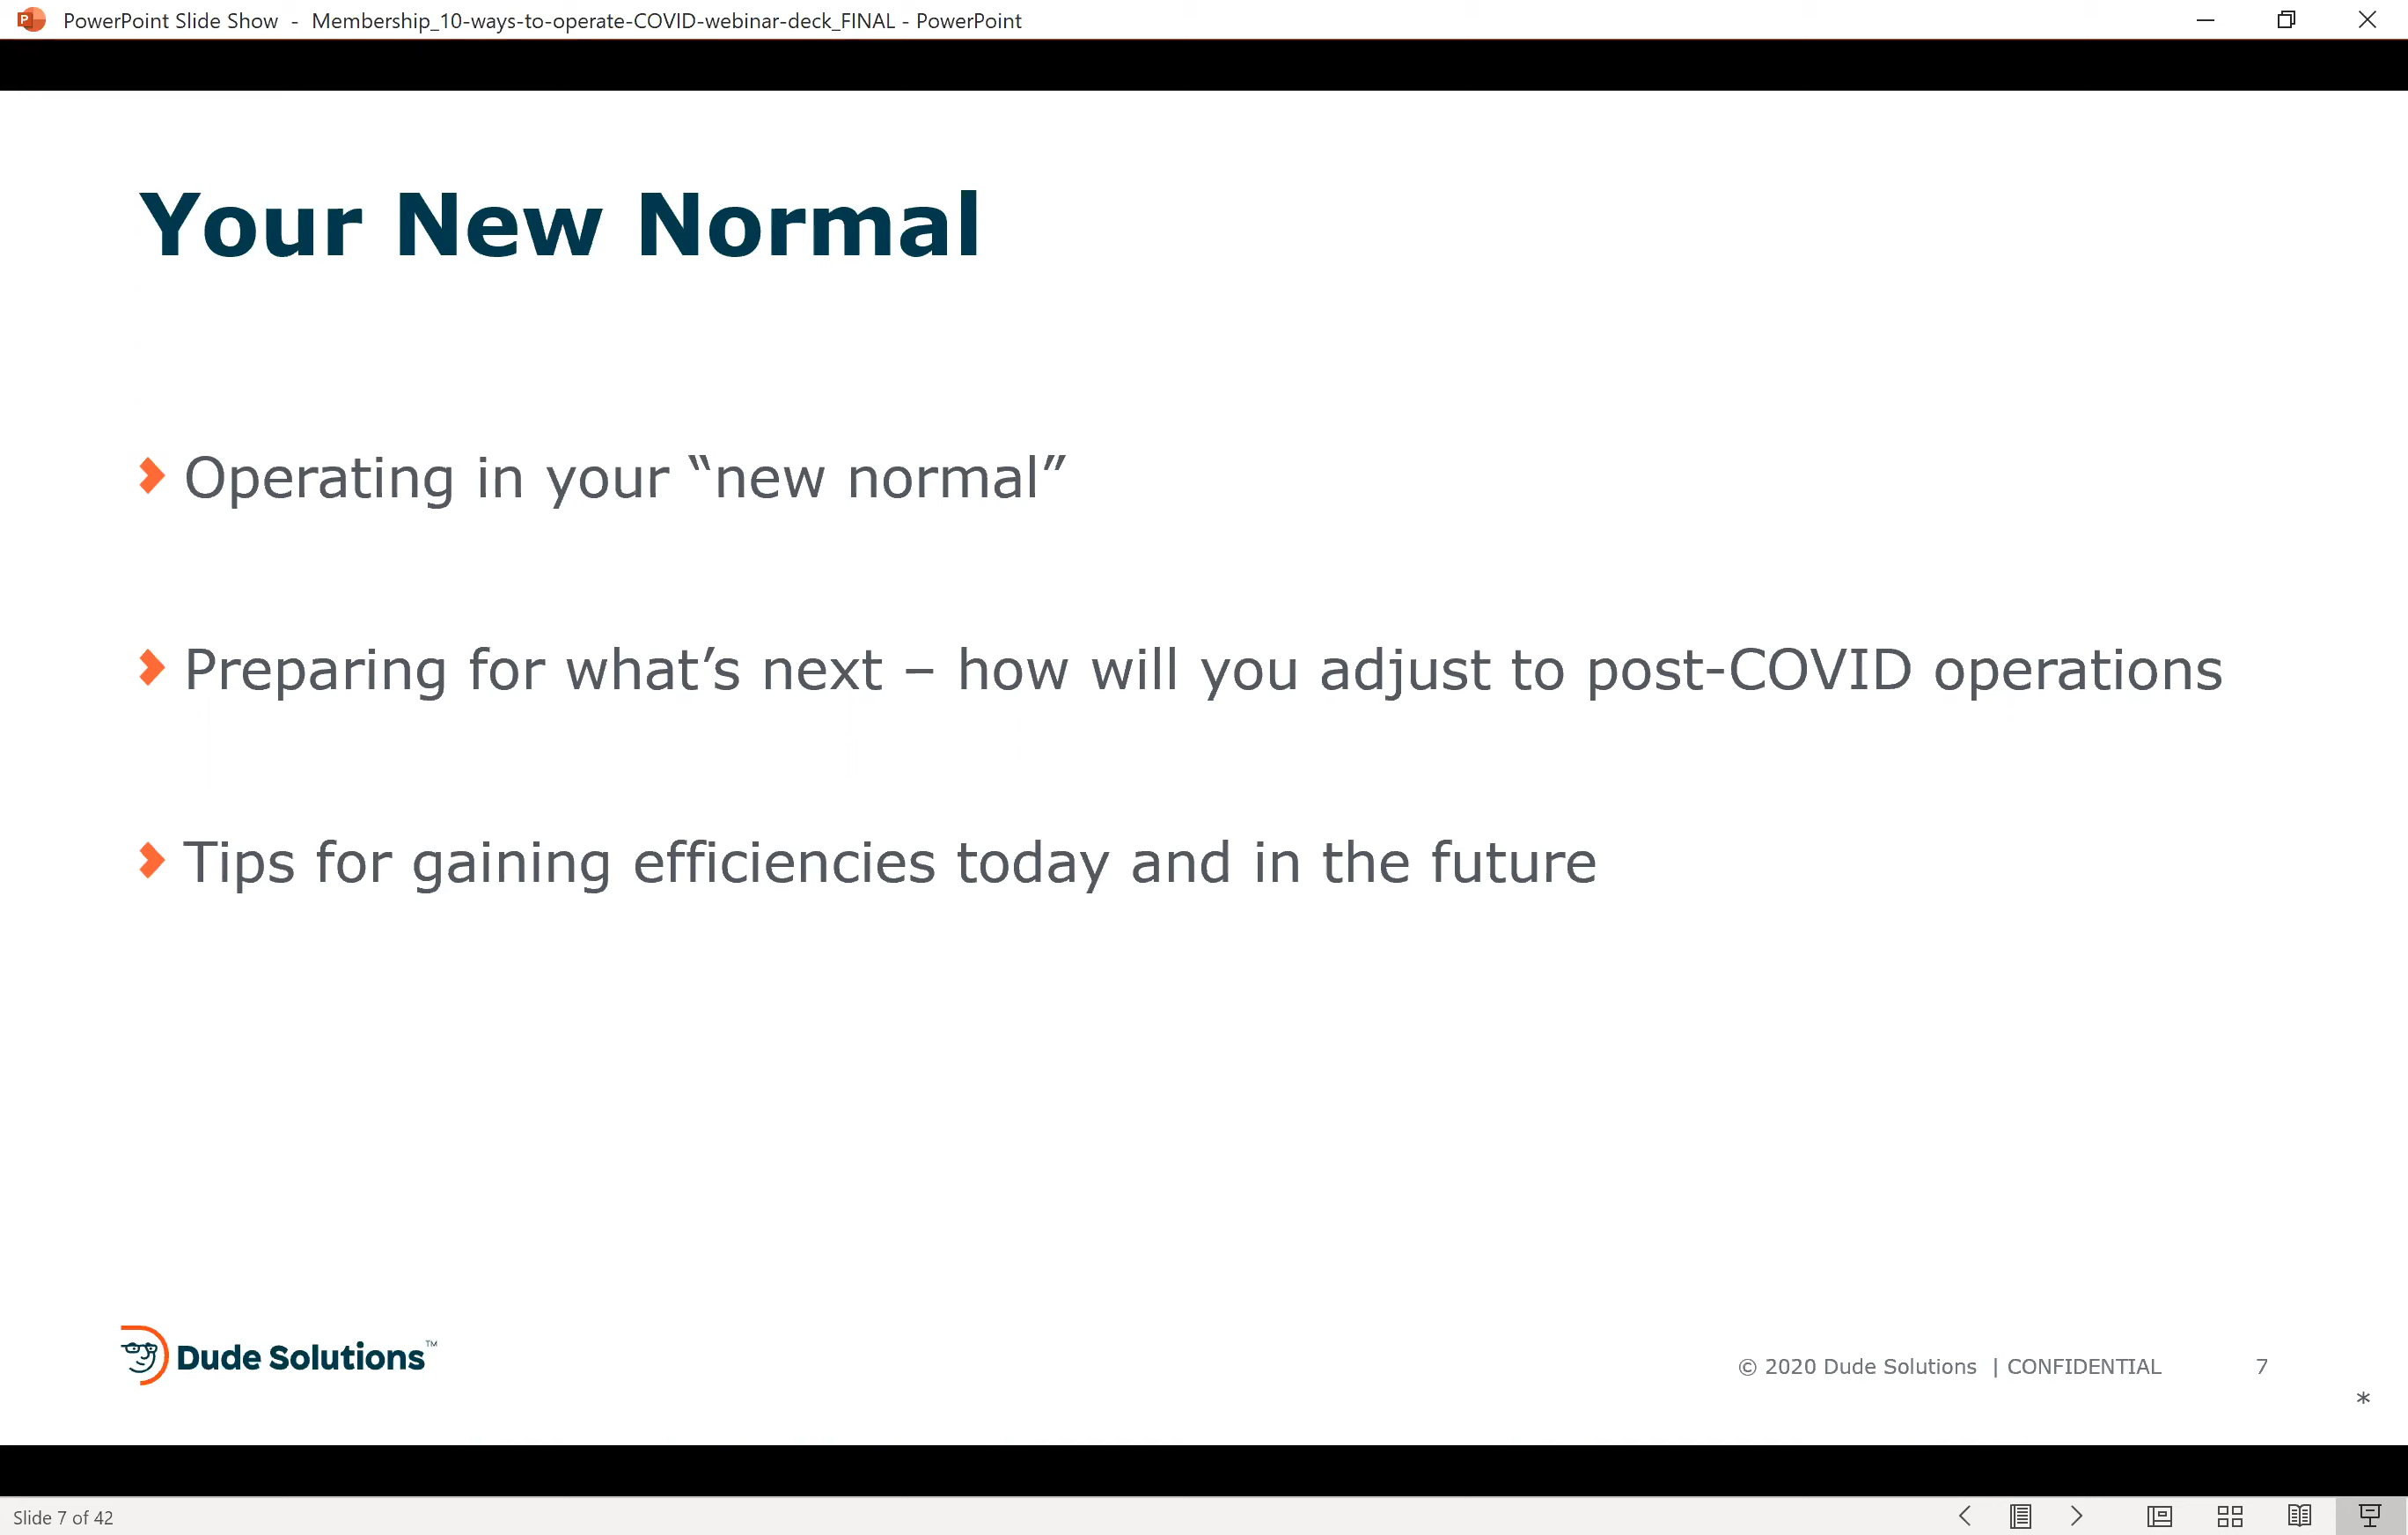 PowerPoint Slide Show - Membership_10-ways-to-operate-COVID-webinar-deck_FINAL - PowerPoint
Your New Normal
Operating in your “new normal”
Preparing for what’s next – how will you adjust to post-COVID operations
Tips for gaining efficiencies today and in the future
Dude Solutions™
© 2020 Dude Solutions | CONFIDENTIAL 7
*
Slide 7 of 42